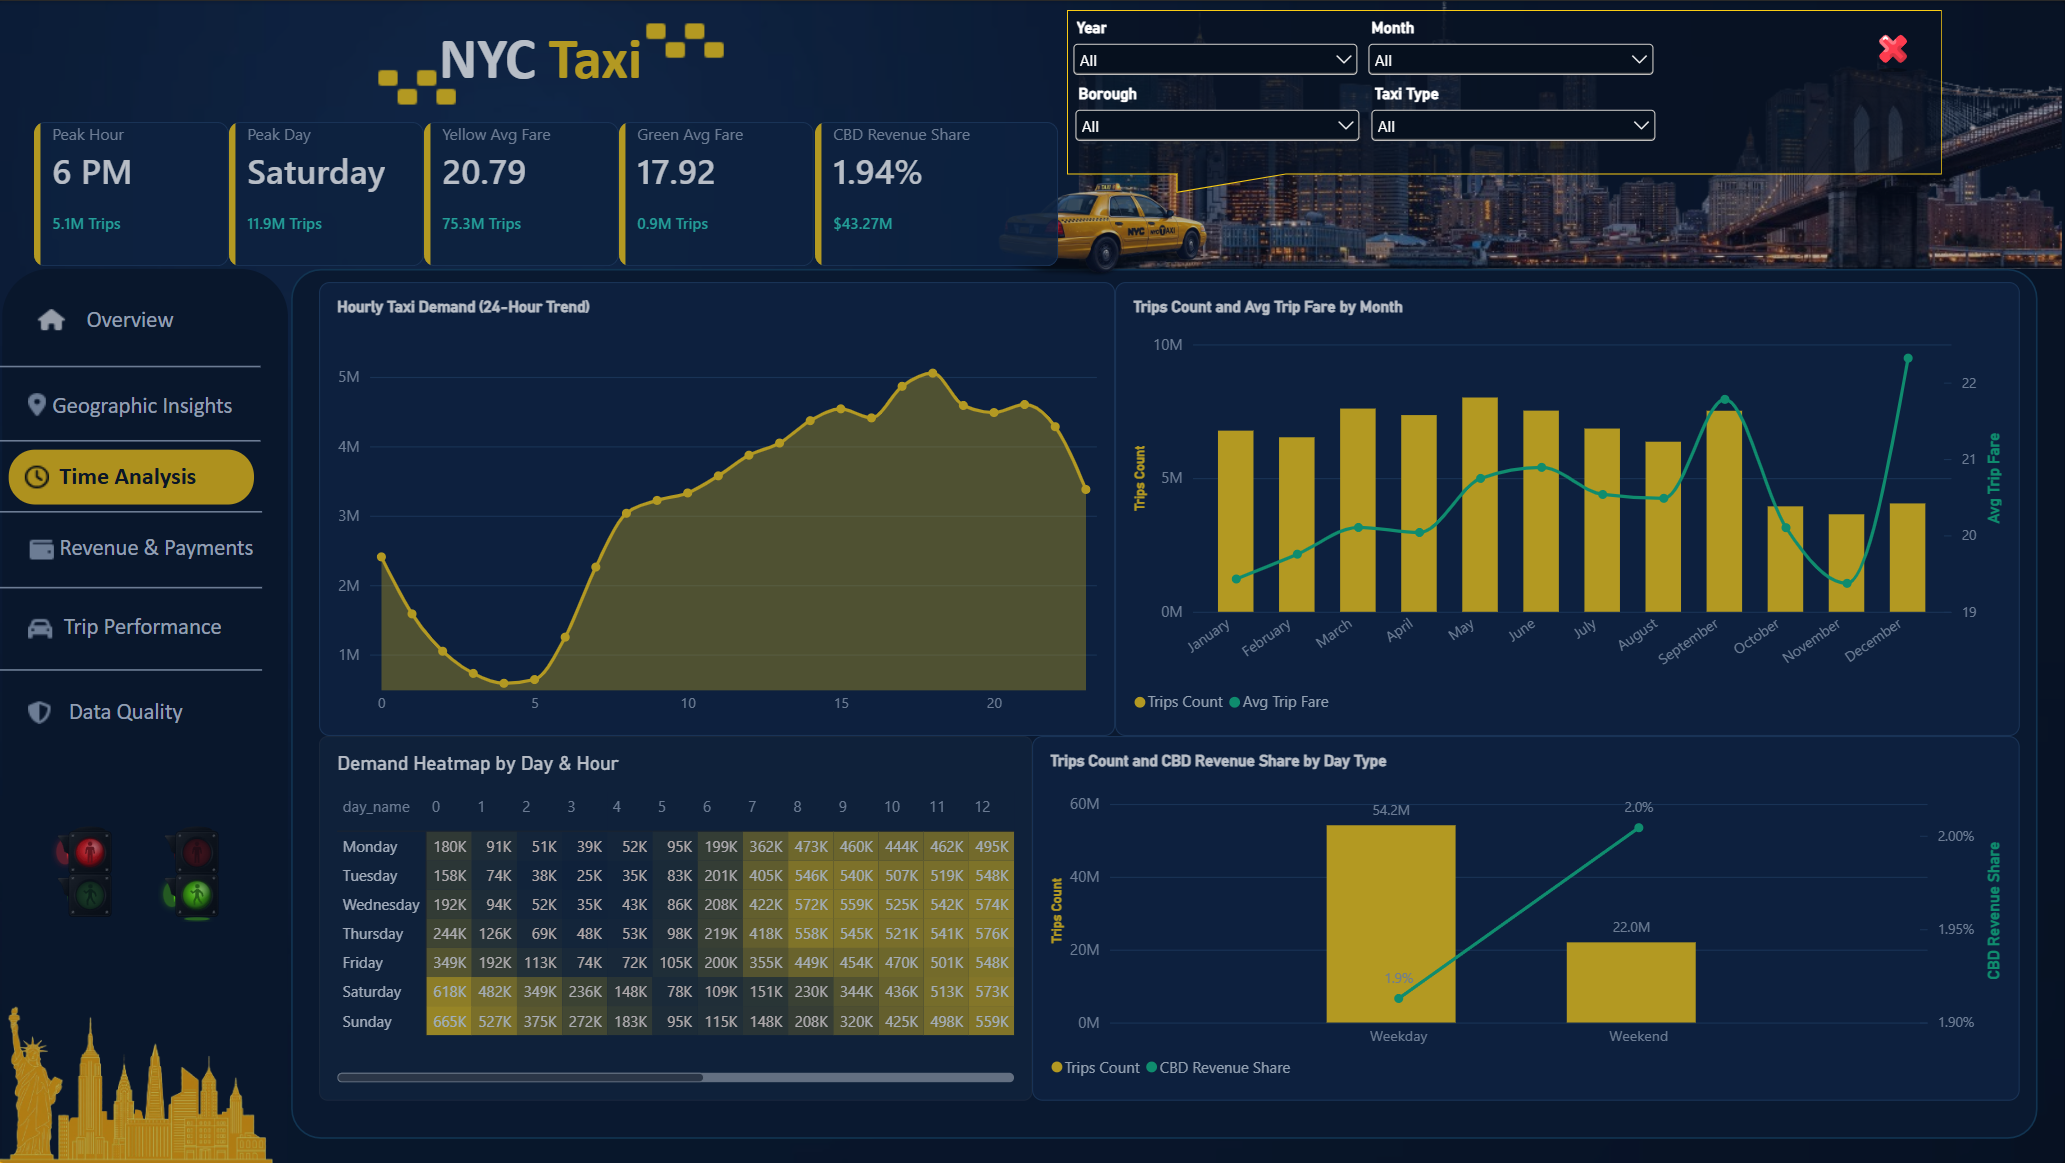 NYC Taxi
Year
Month
All
All
Borough
Taxi Type
All
All
Peak Hour
6 PM
5.1M Trips
Peak Day
Saturday
11.9M Trips
Yellow Avg Fare
20.79
75.3M Trips
Green Avg Fare
17.92
0.9M Trips
CBD Revenue Share
1.94%
$43.27M
TAXI
NYC
NYC TAXI
Overview
Geographic Insights
Time Analysis
Revenue & Payments
Trip Performance
Data Quality
Hourly Taxi Demand (24-Hour Trend)
5M
4M
3M
2M
1M
0 5 10 15 20
Trips Count and Avg Trip Fare by Month
10M
5M
0M
Trips Count
22
21
20
19
Avg Trip Fare
January February March April May June July August September October November December
Trips Count Avg Trip Fare
Demand Heatmap by Day & Hour
day_name 0 1 2 3 4 5 6 7 8 9 10 11 12
Monday 180K 91K 51K 39K 52K 95K 199K 362K 473K 460K 444K 462K 495K
Tuesday 158K 74K 38K 25K 35K 83K 201K 405K 546K 540K 507K 519K 548K
Wednesday 192K 94K 52K 35K 43K 86K 208K 422K 572K 559K 525K 542K 574K
Thursday 244K 126K 69K 48K 53K 98K 219K 418K 558K 545K 521K 541K 576K
Friday 349K 192K 113K 74K 72K 105K 200K 355K 449K 454K 470K 501K 548K
Saturday 618K 482K 349K 236K 148K 78K 109K 151K 230K 344K 436K 513K 573K
Sunday 665K 527K 375K 272K 183K 95K 115K 148K 208K 320K 425K 498K 559K
Trips Count and CBD Revenue Share by Day Type
60M
40M
20M
0M
Trips Count
54.2M
2.0%
22.0M
1.9%
2.00%
1.95%
1.90%
CBD Revenue Share
Weekday Weekend
Trips Count CBD Revenue Share